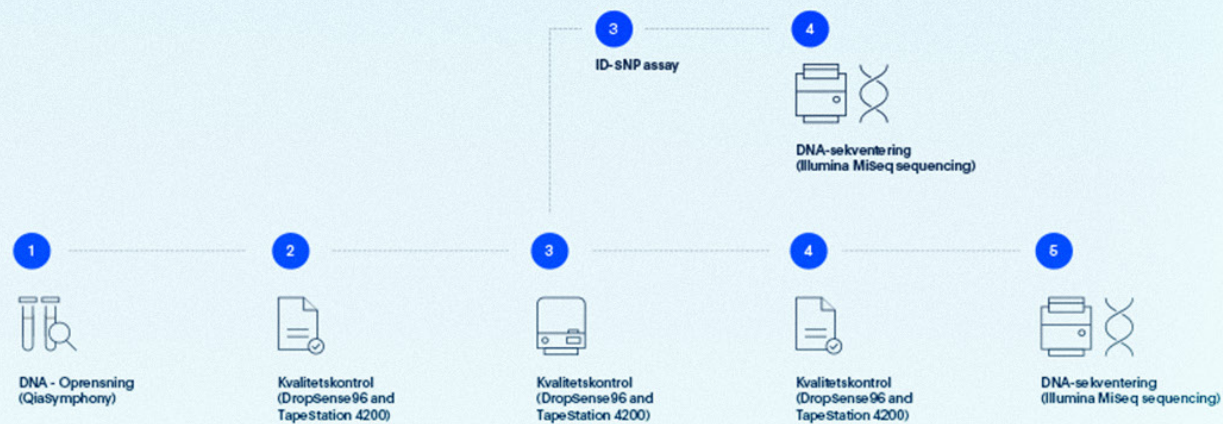 3
4
ID-SNP assay
DNA-sekventering
(Illumina MiSeq sequencing)
1
2
3
4
5
DNA - Oprensning
(QiaSymphony)
Kvalitetskontrol
(DropSense96 and
TapeStation 4200)
Kvalitetskontrol
(DropSense96 and
TapeStation 4200)
Kvalitetskontrol
(DropSense96 and
TapeStation 4200)
DNA-sekventering
(Illumina MiSeq sequencing)